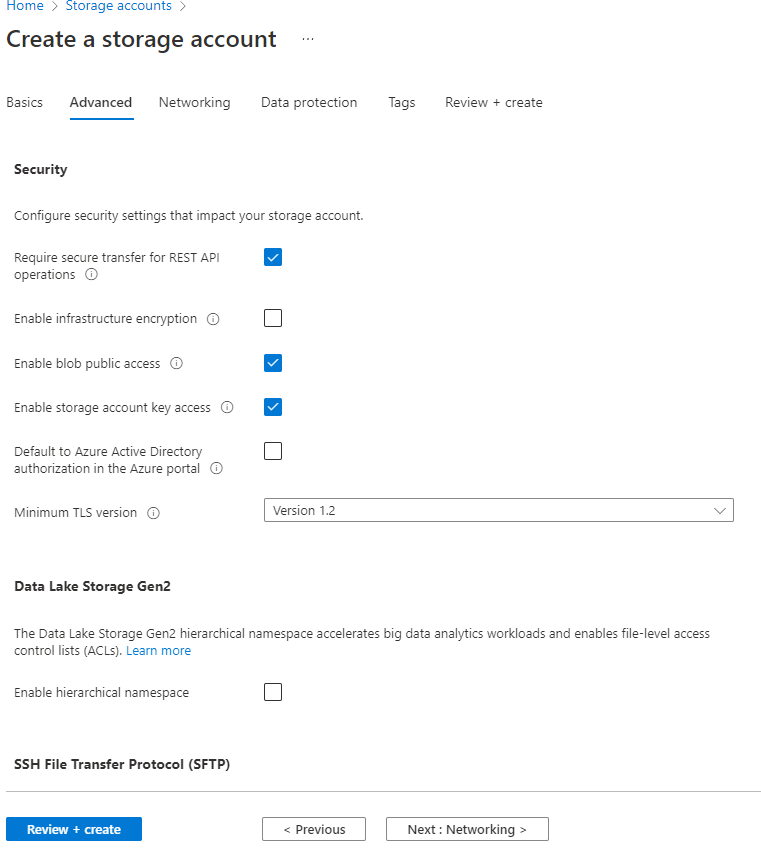 Home > Storage accounts >
Create a storage account ...
Basics Advanced Networking Data protection Tags Review + create
Security
Configure security settings that impact your storage account.
Require secure transfer for REST API
operations
Enable infrastructure encryption
Enable blob public access
Enable storage account key access
Default to Azure Active Directory
authorization in the Azure portal
Minimum TLS version Version 1.2
Data Lake Storage Gen2
The Data Lake Storage Gen2 hierarchical namespace accelerates big data analytics workloads and enables file-level access
control lists (ACLs). Learn more
Enable hierarchical namespace
SSH File Transfer Protocol (SFTP)
Review + create < Previous Next : Networking >